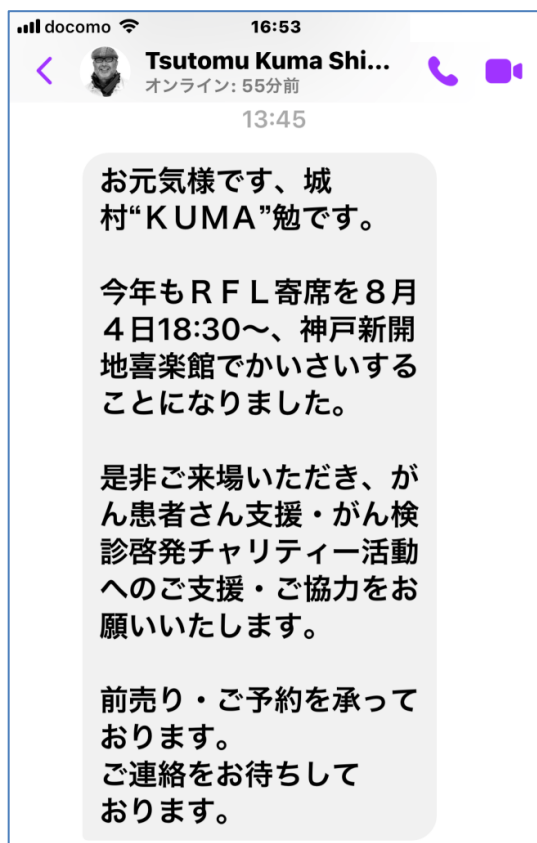 docomo
16:53
Tsutomu Kuma Shi...
オンライン: 55分前
13:45
お元気様です、城
村“KUMA”勉です。
今年もRFL寄席を8月
4日18:30〜、神戸新開
地喜楽館でかいさいする
ことになりました。
是非ご来場いただき、が
ん患者さん支援・がん検
診啓発チャリティー活動
へのご支援・ご協力をお
願いいたします。
前売り・ご予約を承って
おります。
ご連絡をお待ちして
おります。